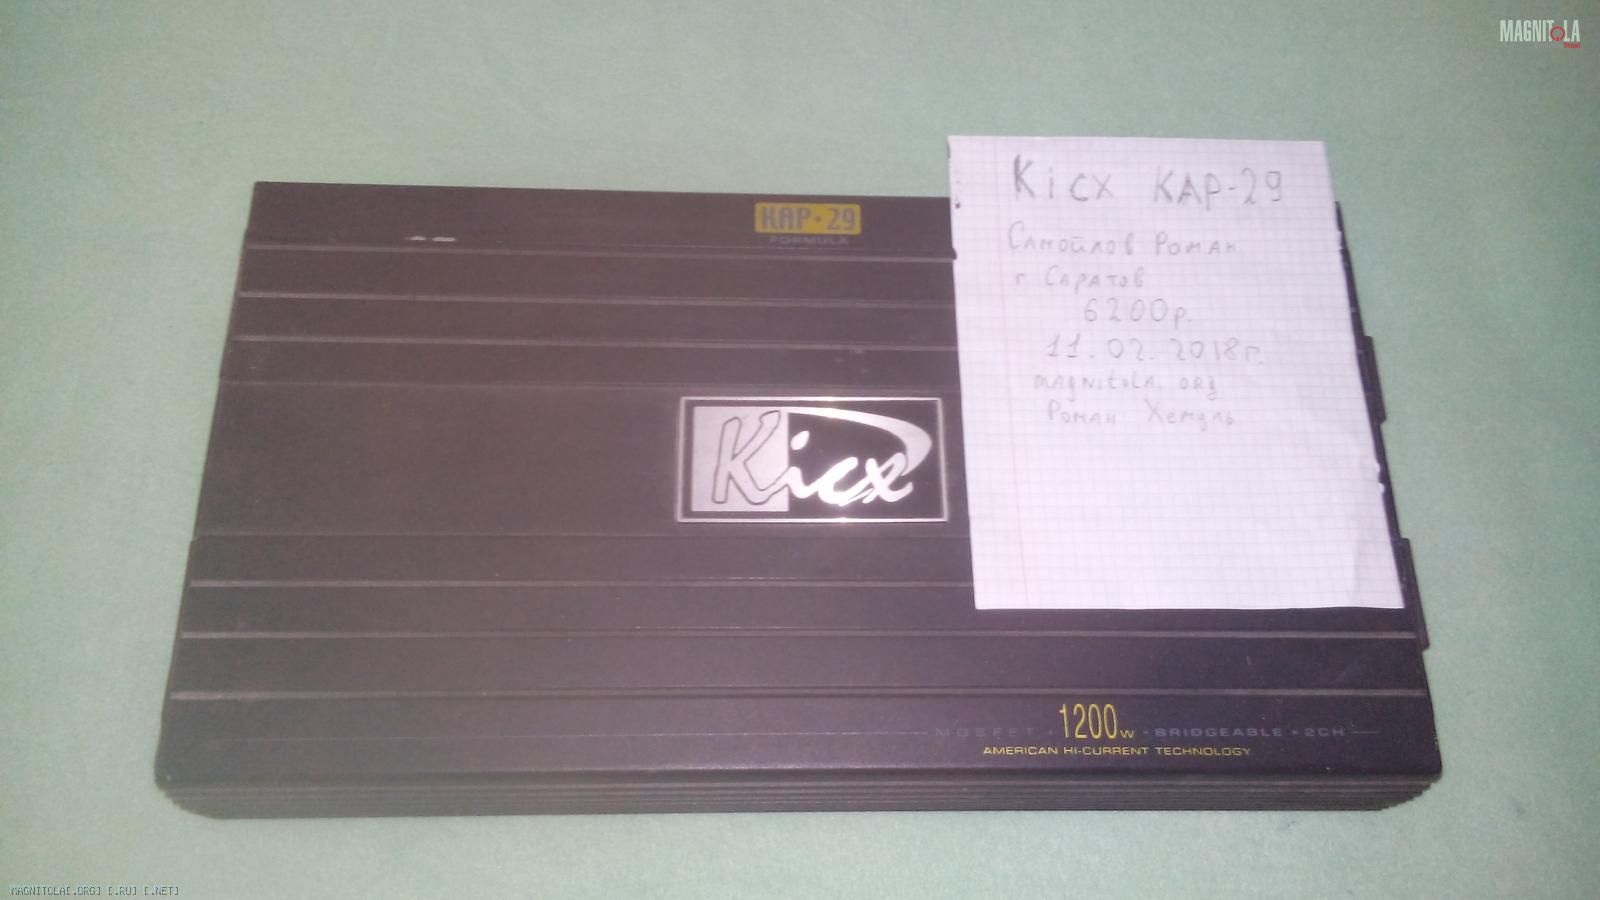 MAGNITOLA
TEAM
KAP·29
FORMULA
Kicx KAP-29
Самойлов Роман
г Саратов
6200р.
11.02.2018г.
magnitola.org
Роман Хемуль
Kicx
MOSFET · 1200w · BRIDGEABLE · 2CH
AMERICAN HI-CURRENT TECHNOLOGY
MAGNITOLA[.ORG] [.RU] [.NET]